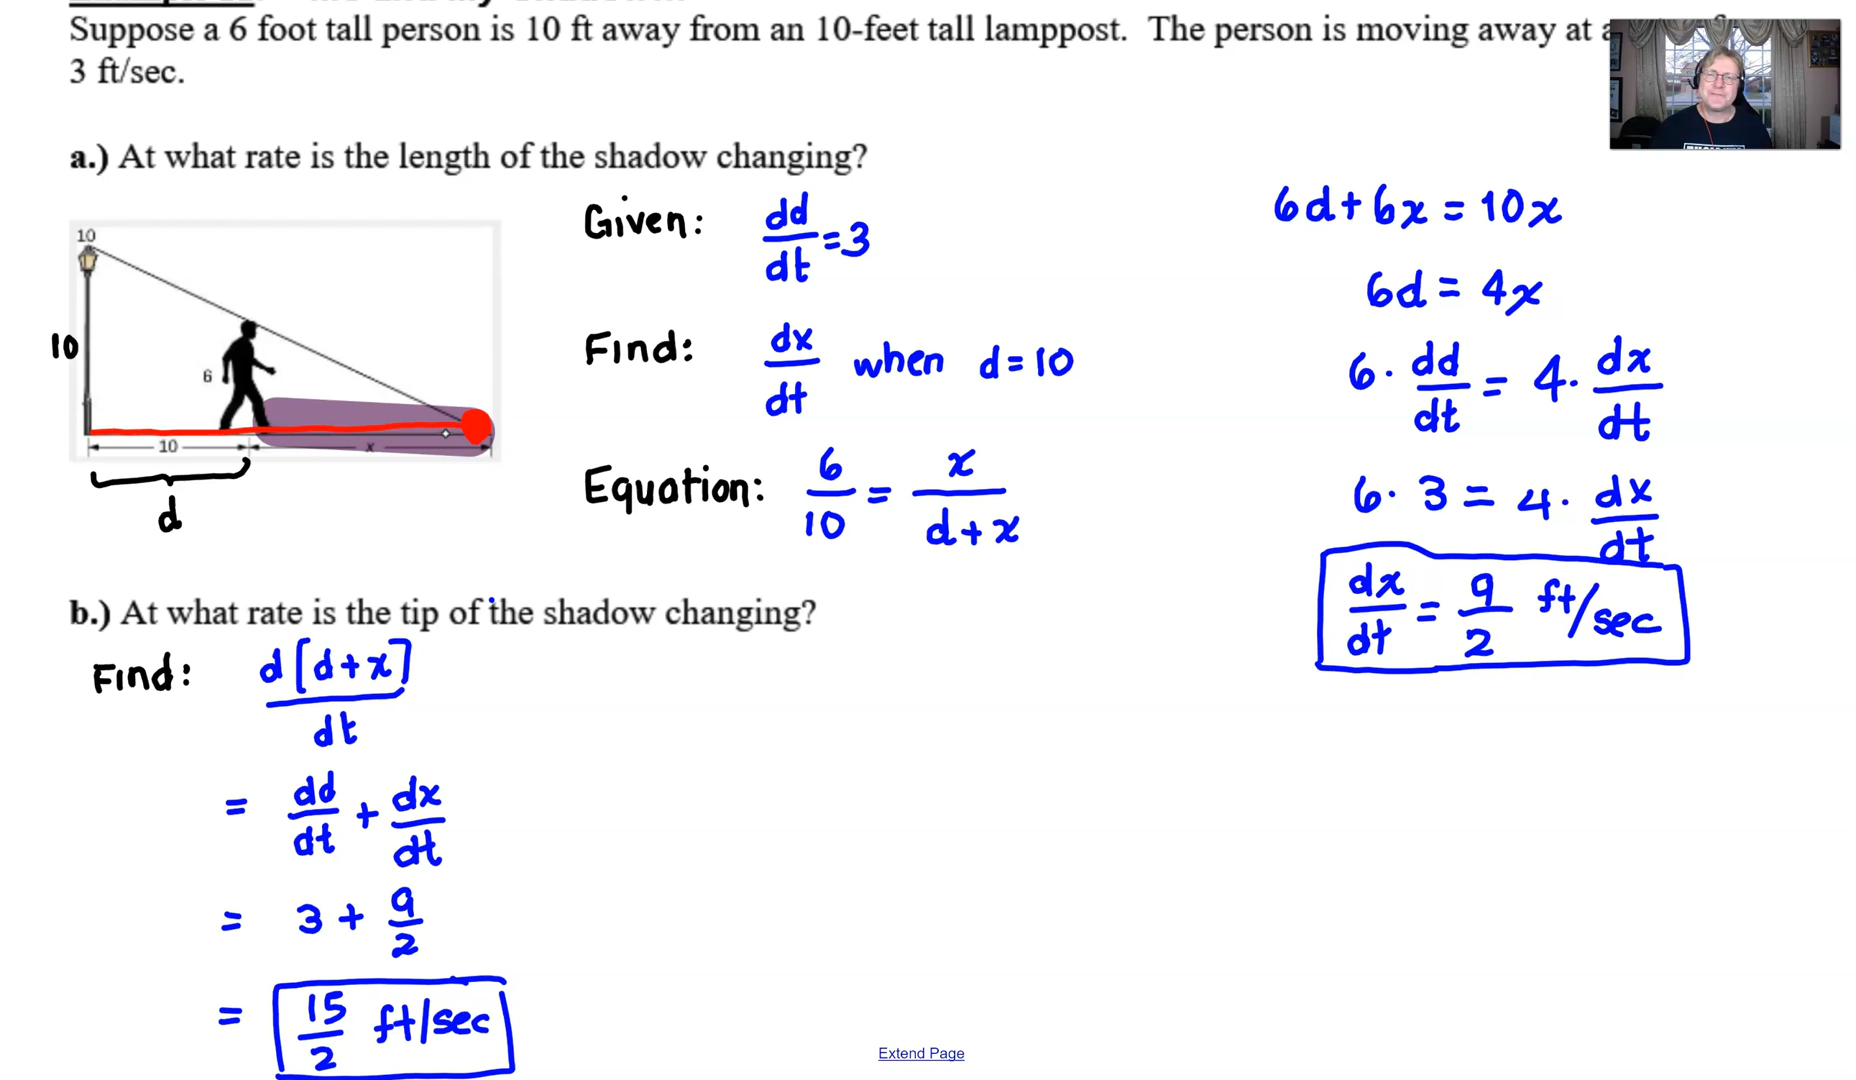 Suppose a 6 foot tall person is 10 ft away from an 10-feet tall lamppost. The person is moving away at a
3 ft/sec.
a.) At what rate is the length of the shadow changing?
10
10
6
10
x
d
Given: dd/dt = 3
Find: dx/dt when d = 10
Equation: 6/10 = x/(d + x)
6d + 6x = 10x
6d = 4x
6 · dd/dt = 4 · dx/dt
6 · 3 = 4 · dx/dt
dx/dt = 9/2 ft/sec
b.) At what rate is the tip of the shadow changing?
Find: d[d + x]/dt
= dd/dt + dx/dt
= 3 + 9/2
= 15/2 ft/sec
Extend Page